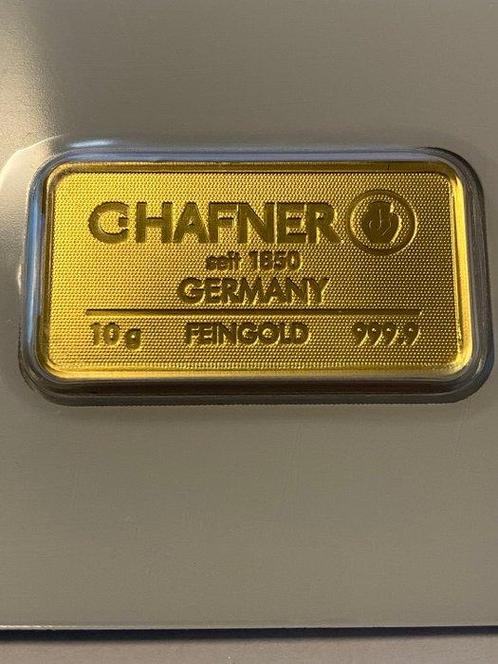 C.HAFNER
seit 1850
GERMANY
10 g FEINGOLD 999.9